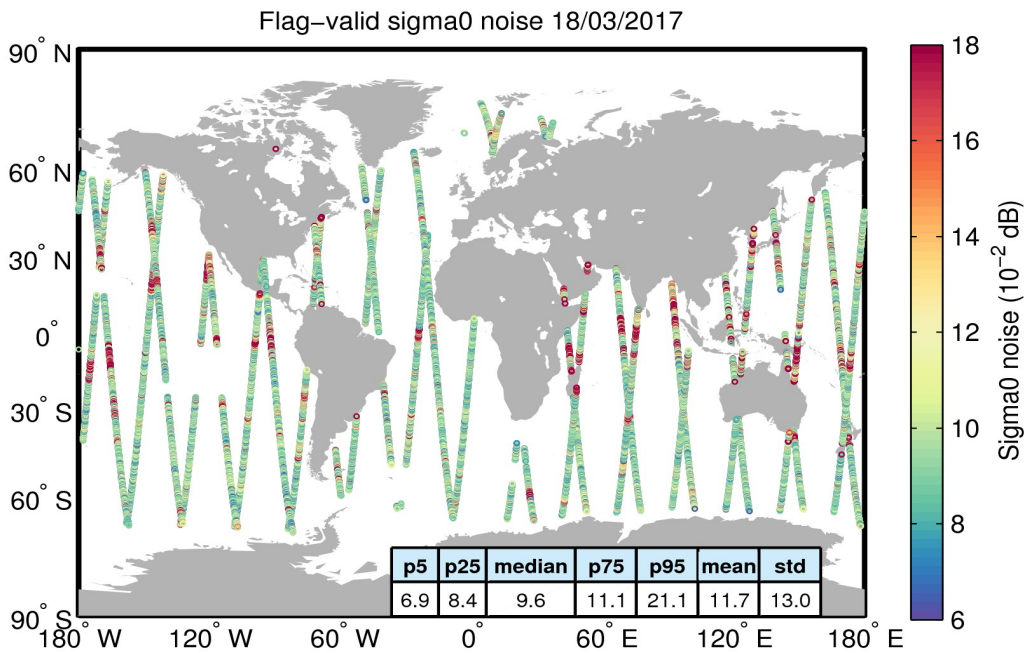 Flag−valid sigma0 noise 18/03/2017
90° N
60° N
30° N
0°
30° S
60° S
90° S
180° W
120° W
60° W
0°
60° E
120° E
180° E
p5 p25 median p75 p95 mean std
6.9 8.4 9.6 11.1 21.1 11.7 13.0
18
16
14
12
10
8
6
Sigma0 noise (10⁻² dB)